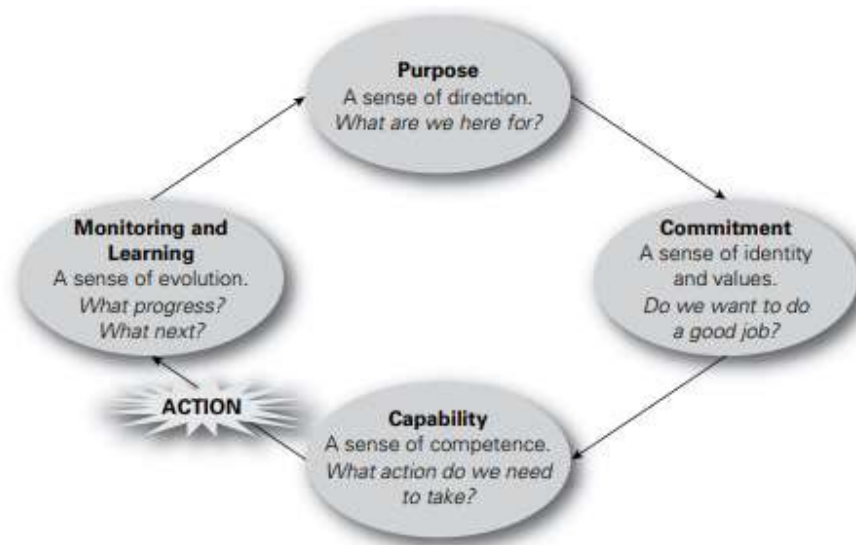 Purpose
A sense of direction.
What are we here for?
Monitoring and
Learning
A sense of evolution.
What progress?
What next?
Commitment
A sense of identity
and values.
Do we want to do
a good job?
ACTION
Capability
A sense of competence.
What action do we need
to take?